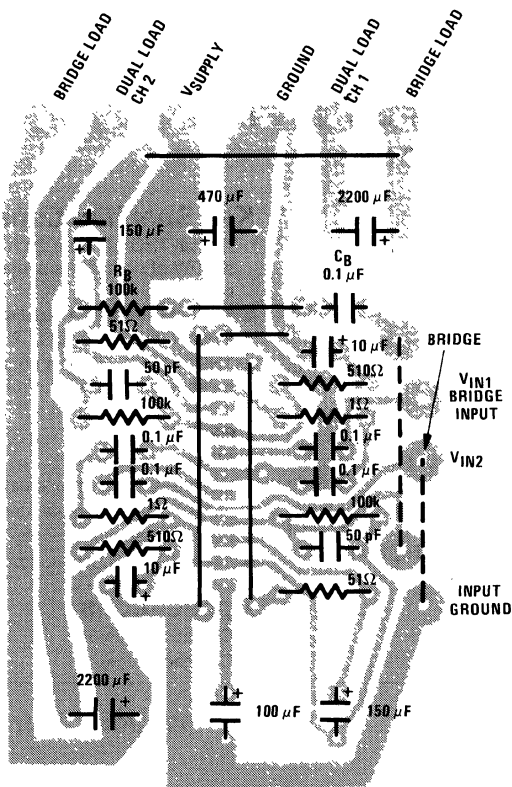 BRIDGE LOAD
DUAL LOAD
CH 2
VSUPPLY
GROUND
DUAL LOAD
CH 1
BRIDGE LOAD
150 µF
+
470 µF
+
2200 µF
+
RB
100k
CB
0.1 µF
51Ω
+
10 µF
BRIDGE
50 pF
510Ω
VIN1
BRIDGE
INPUT
100k
1Ω
0.1 µF
0.1 µF
VIN2
0.1 µF
0.1 µF
1Ω
100k
510Ω
50 pF
10 µF
+
51Ω
INPUT
GROUND
2200 µF
+
+
100 µF
+
150 µF